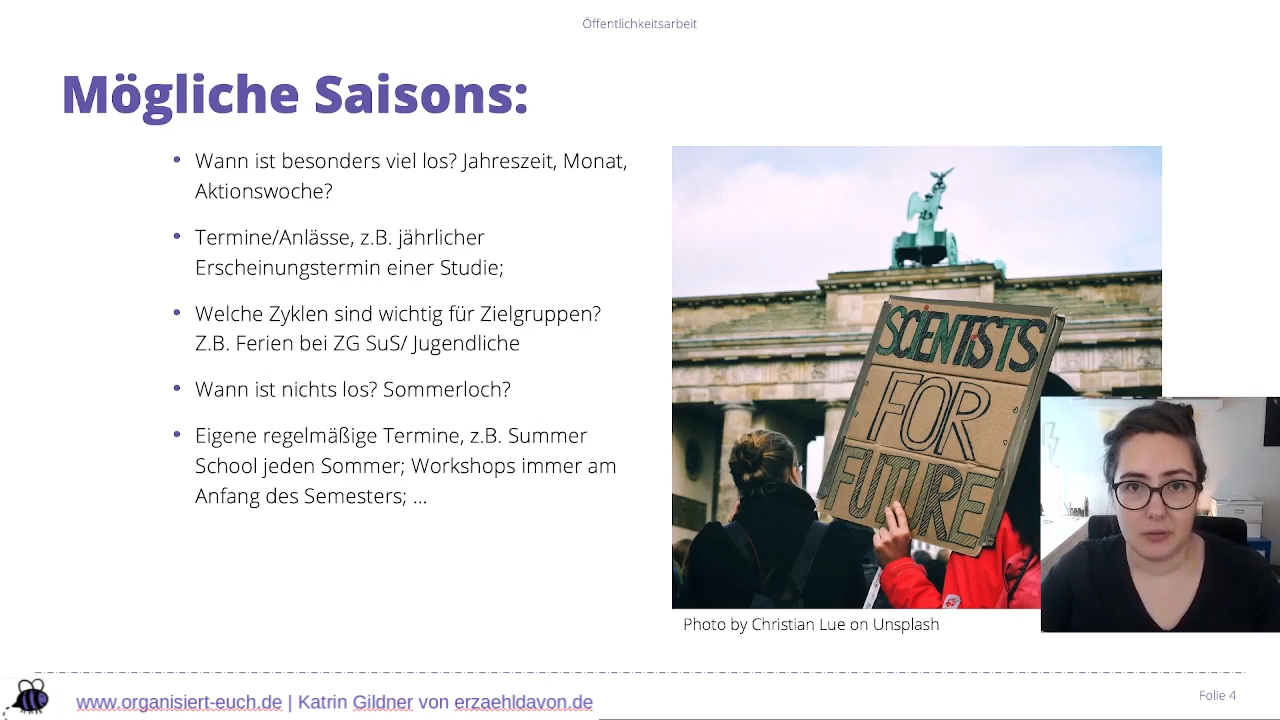 Öffentlichkeitsarbeit
Mögliche Saisons:
• Wann ist besonders viel los? Jahreszeit, Monat,
Aktionswoche?
• Termine/Anlässe, z.B. jährlicher
Erscheinungstermin einer Studie;
• Welche Zyklen sind wichtig für Zielgruppen?
Z.B. Ferien bei ZG SuS/ Jugendliche
• Wann ist nichts los? Sommerloch?
• Eigene regelmäßige Termine, z.B. Summer
School jeden Sommer; Workshops immer am
Anfang des Semesters; ...
SCIENTISTS
FOR
FUTURE
Photo by Christian Lue on Unsplash
www.organisiert-euch.de | Katrin Gildner von erzaehldavon.de
Folie 4